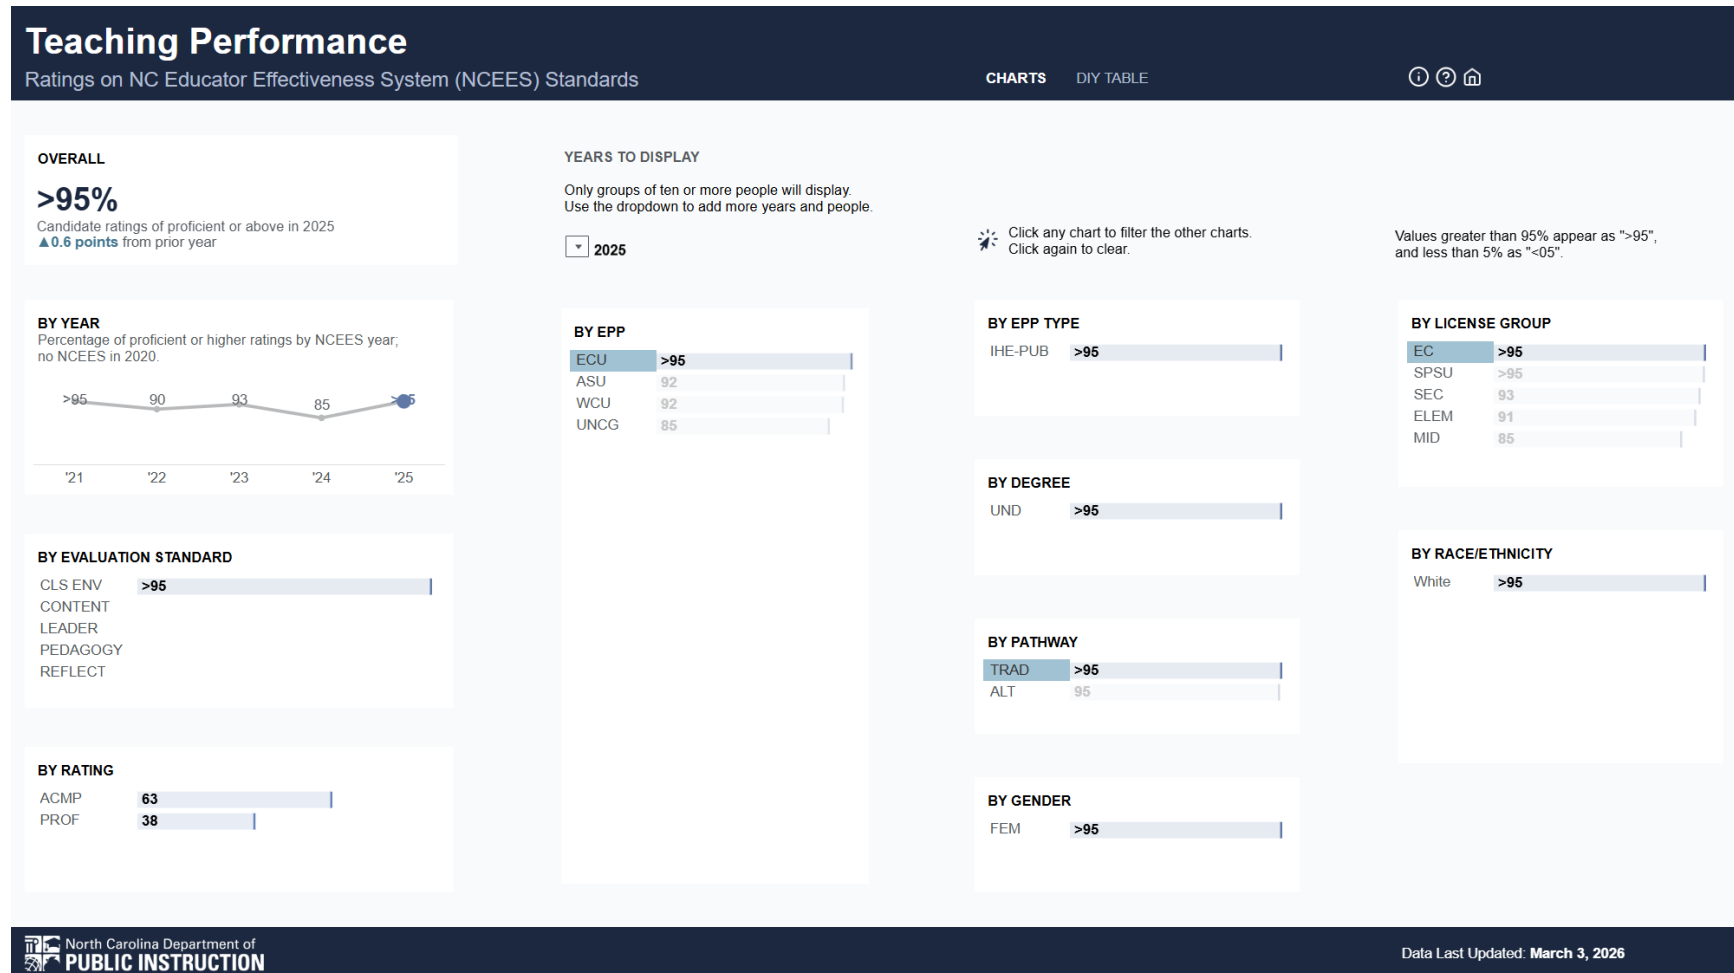 Teaching Performance
Ratings on NC Educator Effectiveness System (NCEES) Standards
CHARTS
DIY TABLE
OVERALL
>95%
Candidate ratings of proficient or above in 2025
▲0.6 points from prior year
YEARS TO DISPLAY
Only groups of ten or more people will display.
Use the dropdown to add more years and people.
2025
Click any chart to filter the other charts.
Click again to clear.
Values greater than 95% appear as ">95",
and less than 5% as "<05".
BY YEAR
Percentage of proficient or higher ratings by NCEES year;
no NCEES in 2020.
>95 90 93 85
'21 '22 '23 '24 '25
BY EVALUATION STANDARD
CLS ENV >95
CONTENT
LEADER
PEDAGOGY
REFLECT
BY RATING
ACMP 63
PROF 38
BY EPP
ECU >95
ASU 92
WCU 92
UNCG 85
BY EPP TYPE
IHE-PUB >95
BY DEGREE
UND >95
BY PATHWAY
TRAD >95
ALT 95
BY GENDER
FEM >95
BY LICENSE GROUP
EC >95
SPSU >95
SEC 93
ELEM 91
MID 85
BY RACE/ETHNICITY
White >95
North Carolina Department of
PUBLIC INSTRUCTION
Data Last Updated: March 3, 2026